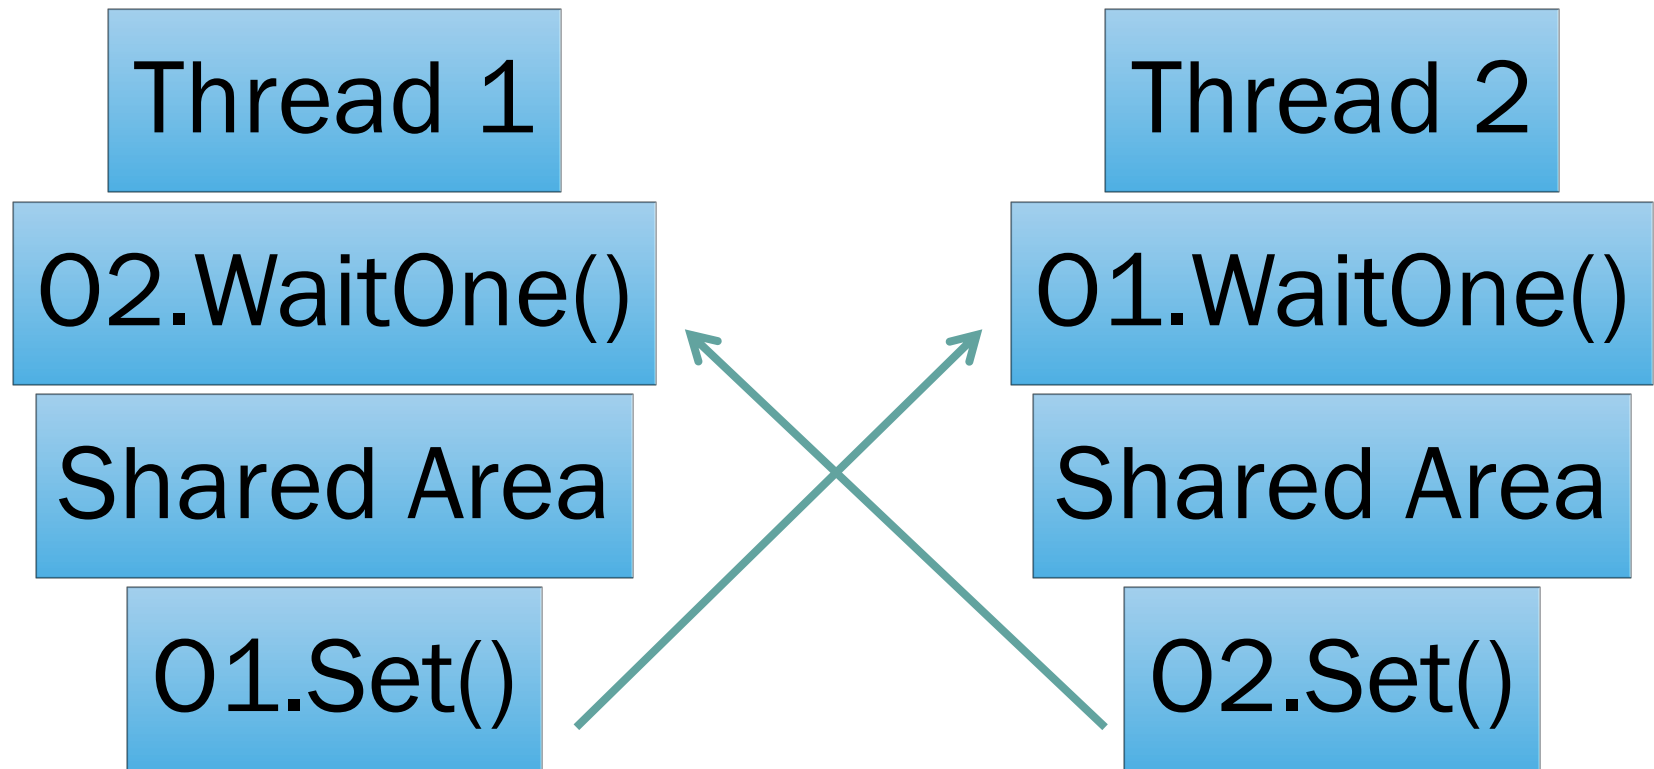 Thread 1
O2.WaitOne()
Shared Area
O1.Set()
Thread 2
O1.WaitOne()
Shared Area
O2.Set()